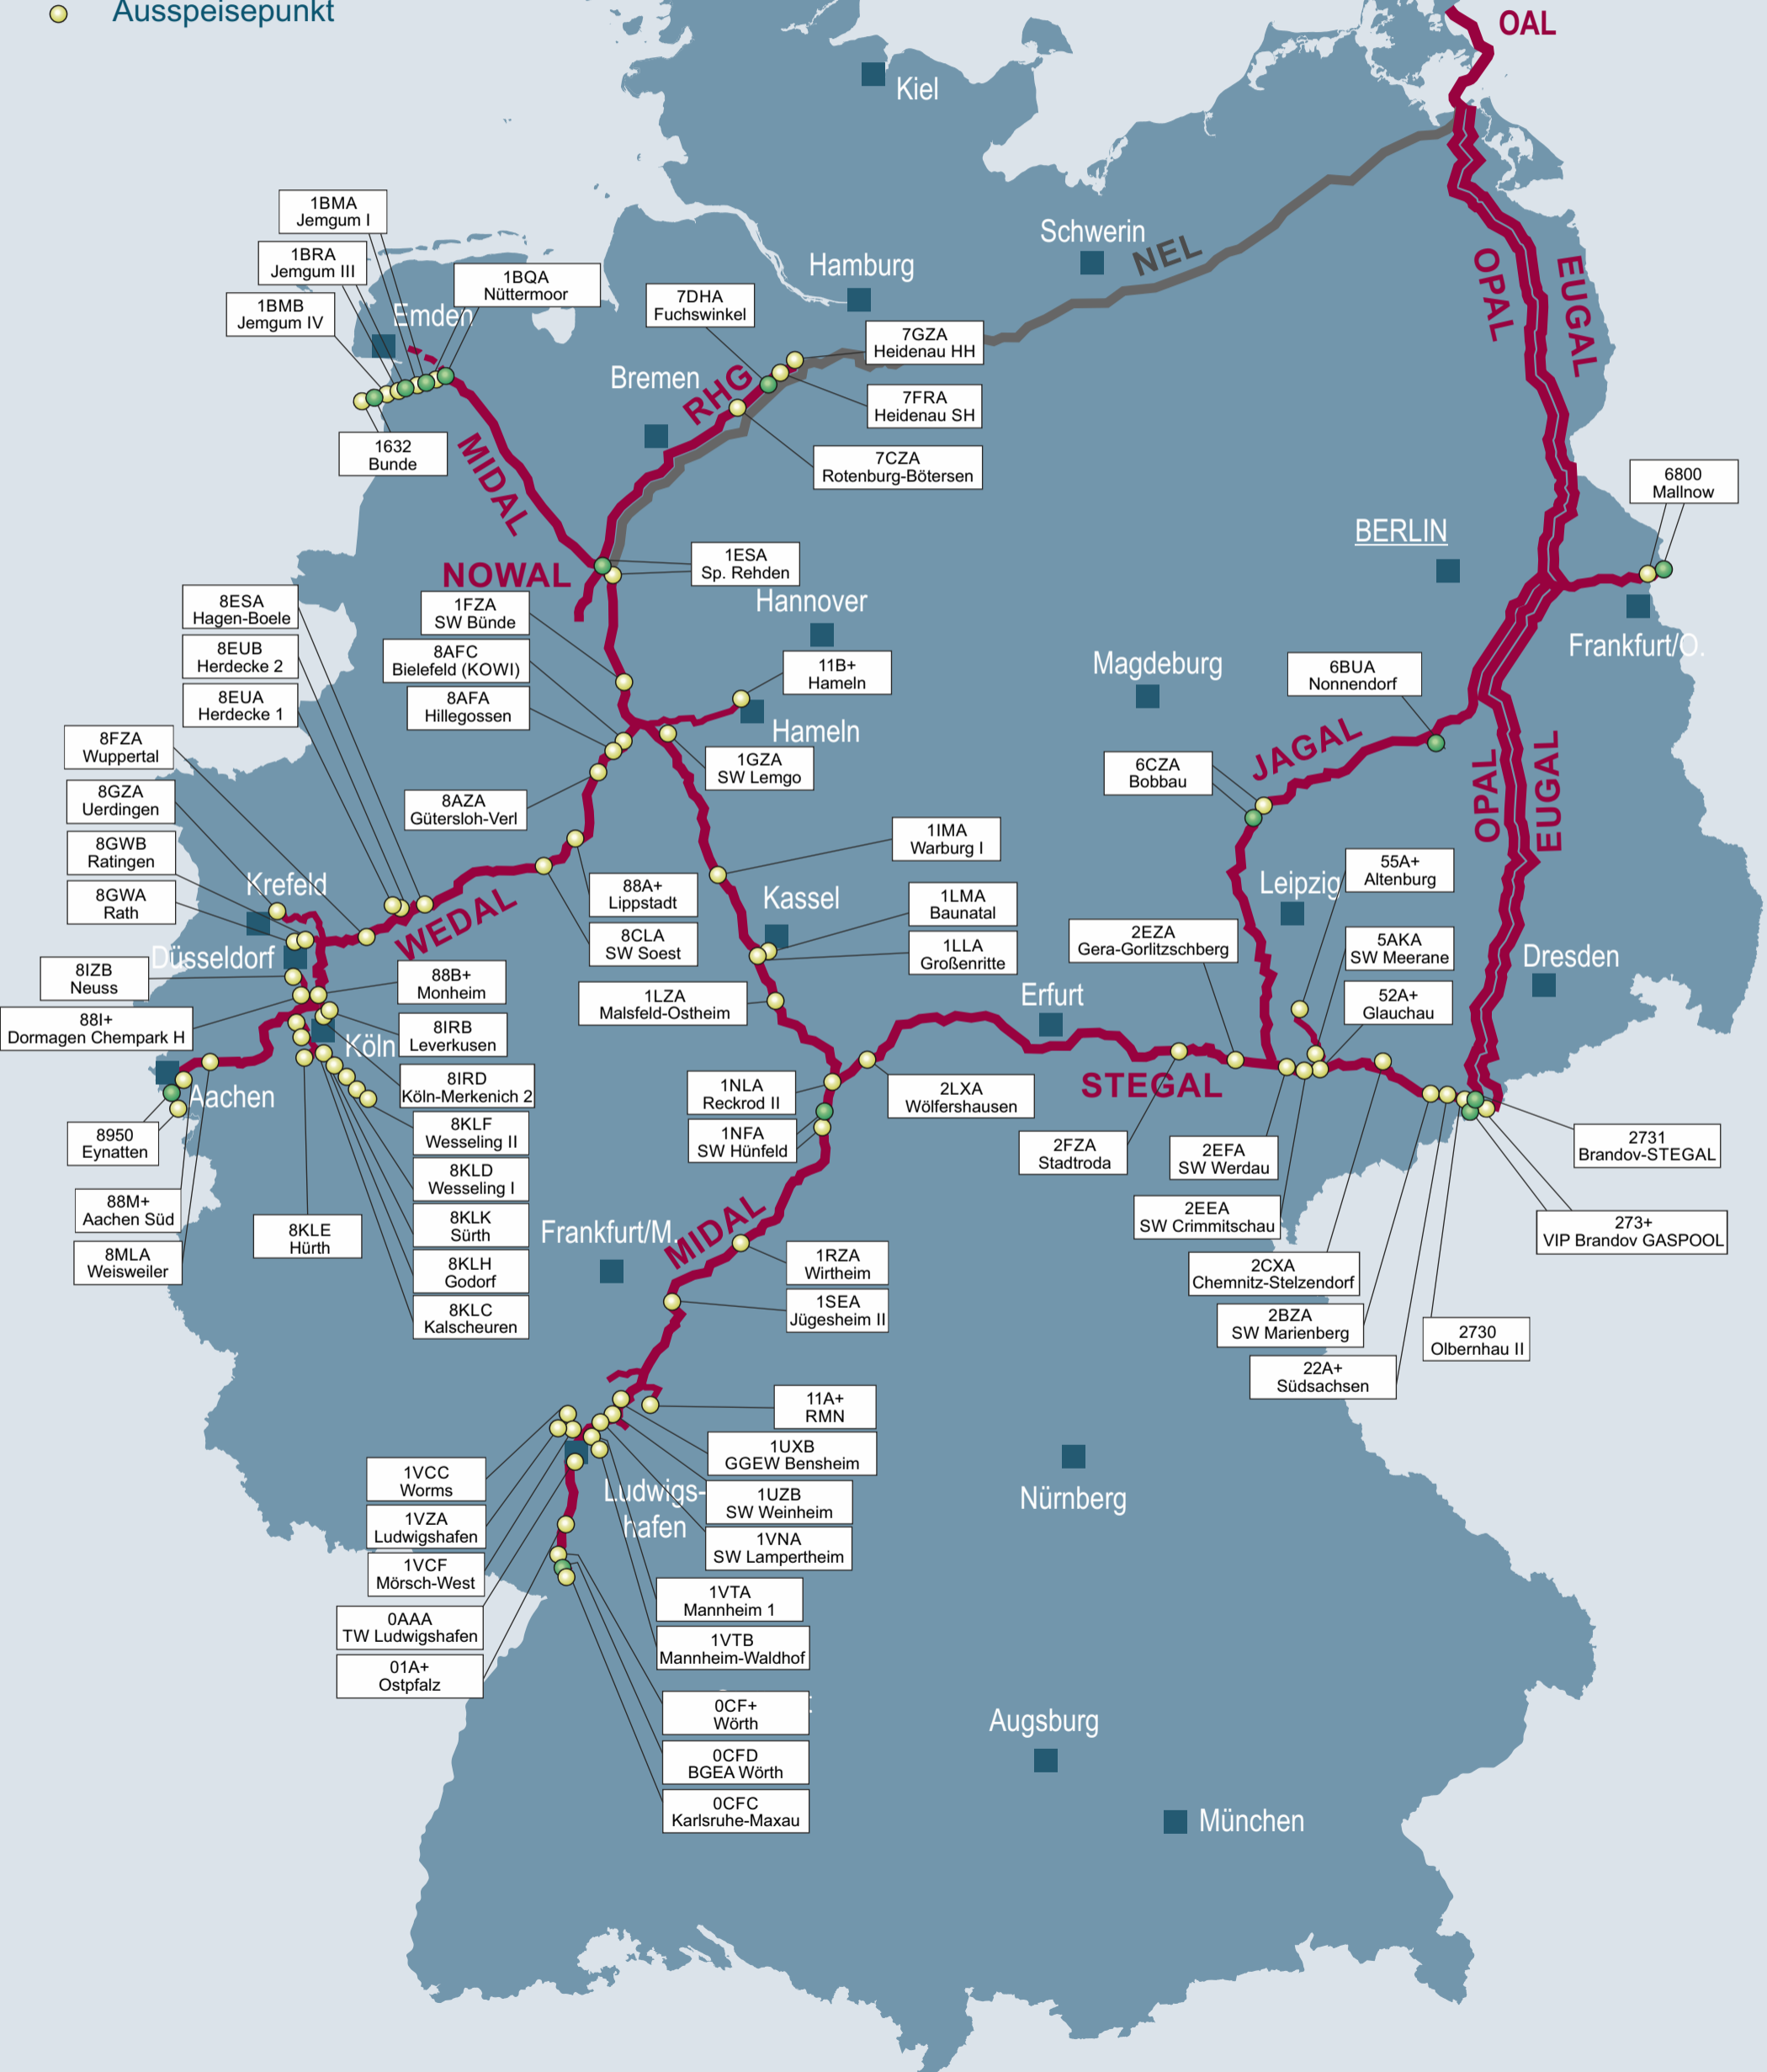 Ausspeisepunkt
OAL
Kiel
1BMA
Jemgum I
1BRA
Jemgum III
1BMB
Jemgum IV
Emden
1BQA
Nüttermoor
1632
Bunde
MIDAL
Schwerin
Hamburg
NEL
OPAL
EUGAL
7DHA
Fuchswinkel
7GZA
Heidenau HH
Bremen
RHG
7FRA
Heidenau SH
7CZA
Rotenburg-Bötersen
6800
Mallnow
BERLIN
NOWAL
1ESA
Sp. Rehden
Hannover
Frankfurt/O.
Magdeburg
8ESA
Hagen-Boele
8EUB
Herdecke 2
8EUA
Herdecke 1
1FZA
SW Bünde
8AFC
Bielefeld (KOWI)
8AFA
Hillegossen
11B+
Hameln
Hameln
6BUA
Nonnendorf
8FZA
Wuppertal
8GZA
Uerdingen
8GWB
Ratingen
8GWA
Rath
8AZA
Gütersloh-Verl
1GZA
SW Lemgo
6CZA
Bobbau
JAGAL
OPAL
EUGAL
1IMA
Warburg I
Krefeld
88A+
Lippstadt
8CLA
SW Soest
WEDAL
Kassel
1LMA
Baunatal
1LLA
Großenritte
Leipzig
55A+
Altenburg
2EZA
Gera-Gorlitzschberg
5AKA
SW Meerane
52A+
Glauchau
Dresden
Düsseldorf
8IZB
Neuss
88I+
Dormagen Chempark H
88B+
Monheim
8IRB
Leverkusen
Köln
8IRD
Köln-Merkenich 2
1LZA
Malsfeld-Ostheim
Erfurt
Aachen
8950
Eynatten
88M+
Aachen Süd
8MLA
Weisweiler
8KLE
Hürth
8KLF
Wesseling II
8KLD
Wesseling I
8KLK
Sürth
8KLH
Godorf
8KLC
Kalscheuren
1NLA
Reckrod II
1NFA
SW Hünfeld
2LXA
Wölfershausen
STEGAL
2FZA
Stadtroda
2EFA
SW Werdau
2EEA
SW Crimmitschau
2CXA
Chemnitz-Stelzendorf
2BZA
SW Marienberg
22A+
Südsachsen
2730
Olbernhau II
2731
Brandov-STEGAL
273+
VIP Brandov GASPOOL
Frankfurt/M.
MIDAL
1RZA
Wirtheim
1SEA
Jügesheim II
11A+
RMN
1UXB
GGEW Bensheim
1UZB
SW Weinheim
1VNA
SW Lampertheim
Ludwigs-
hafen
1VCC
Worms
1VZA
Ludwigshafen
1VCF
Mörsch-West
0AAA
TW Ludwigshafen
01A+
Ostpfalz
1VTA
Mannheim 1
1VTB
Mannheim-Waldhof
0CF+
Wörth
0CFD
BGEA Wörth
0CFC
Karlsruhe-Maxau
Nürnberg
Augsburg
München